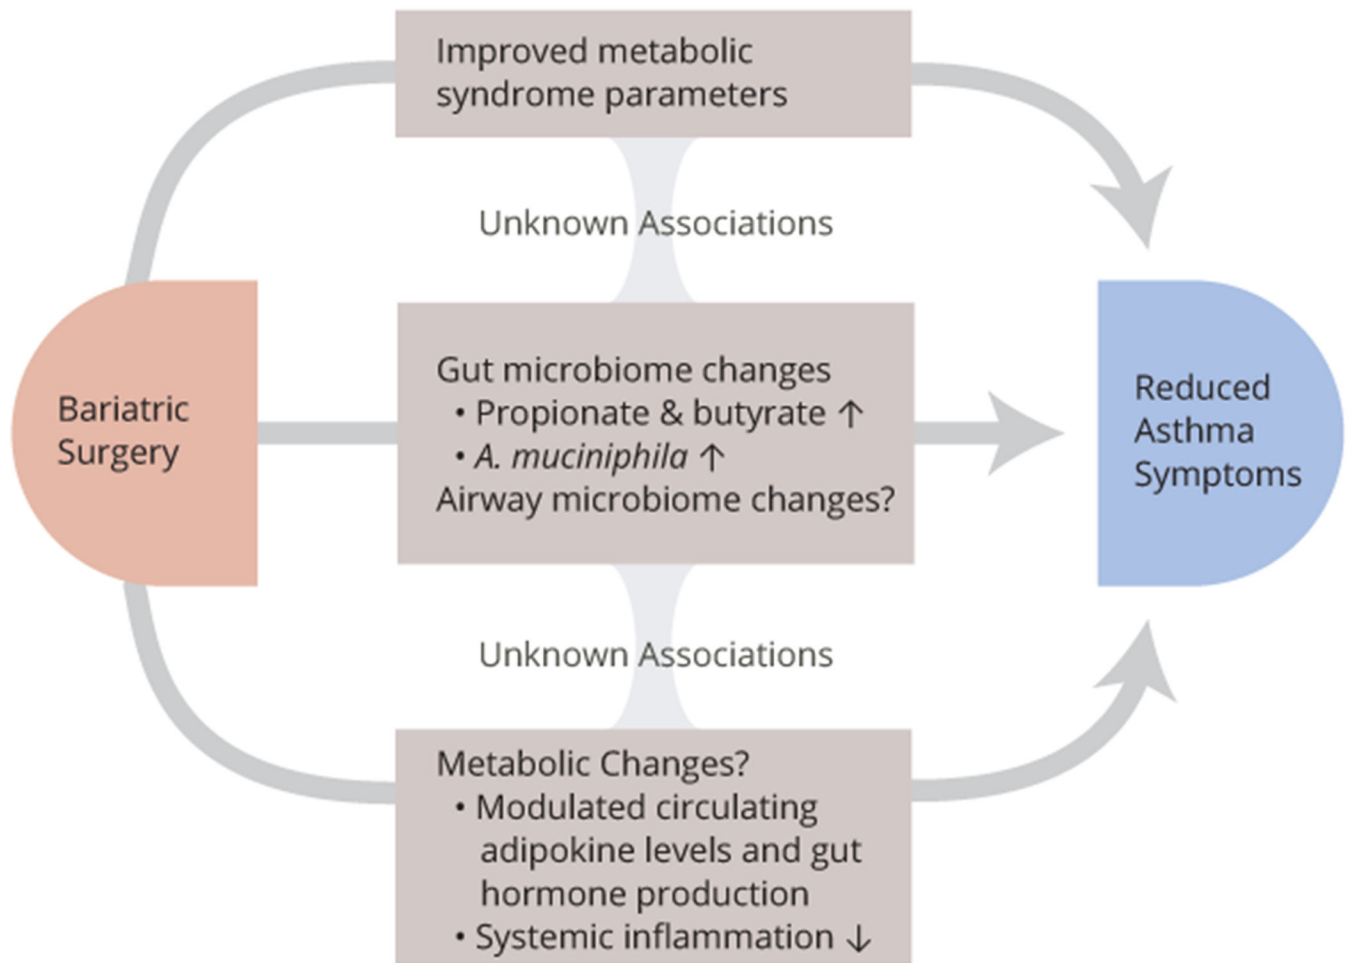 Improved metabolic
syndrome parameters
Unknown Associations
Bariatric
Surgery
Gut microbiome changes
• Propionate & butyrate ↑
• A. muciniphila ↑
Airway microbiome changes?
Reduced
Asthma
Symptoms
Unknown Associations
Metabolic Changes?
• Modulated circulating
adipokine levels and gut
hormone production
• Systemic inflammation ↓